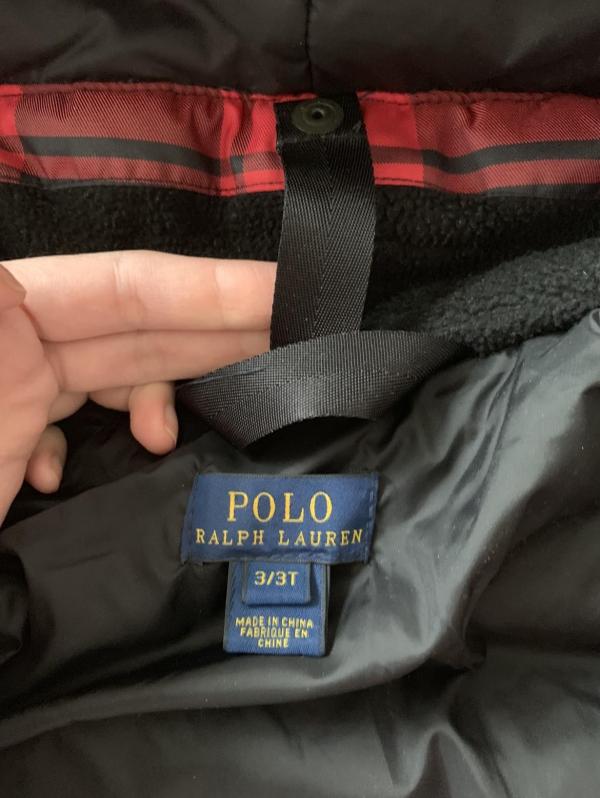 POLO
RALPH LAUREN
3/3T
MADE IN CHINA
FABRIQUE EN
CHINE